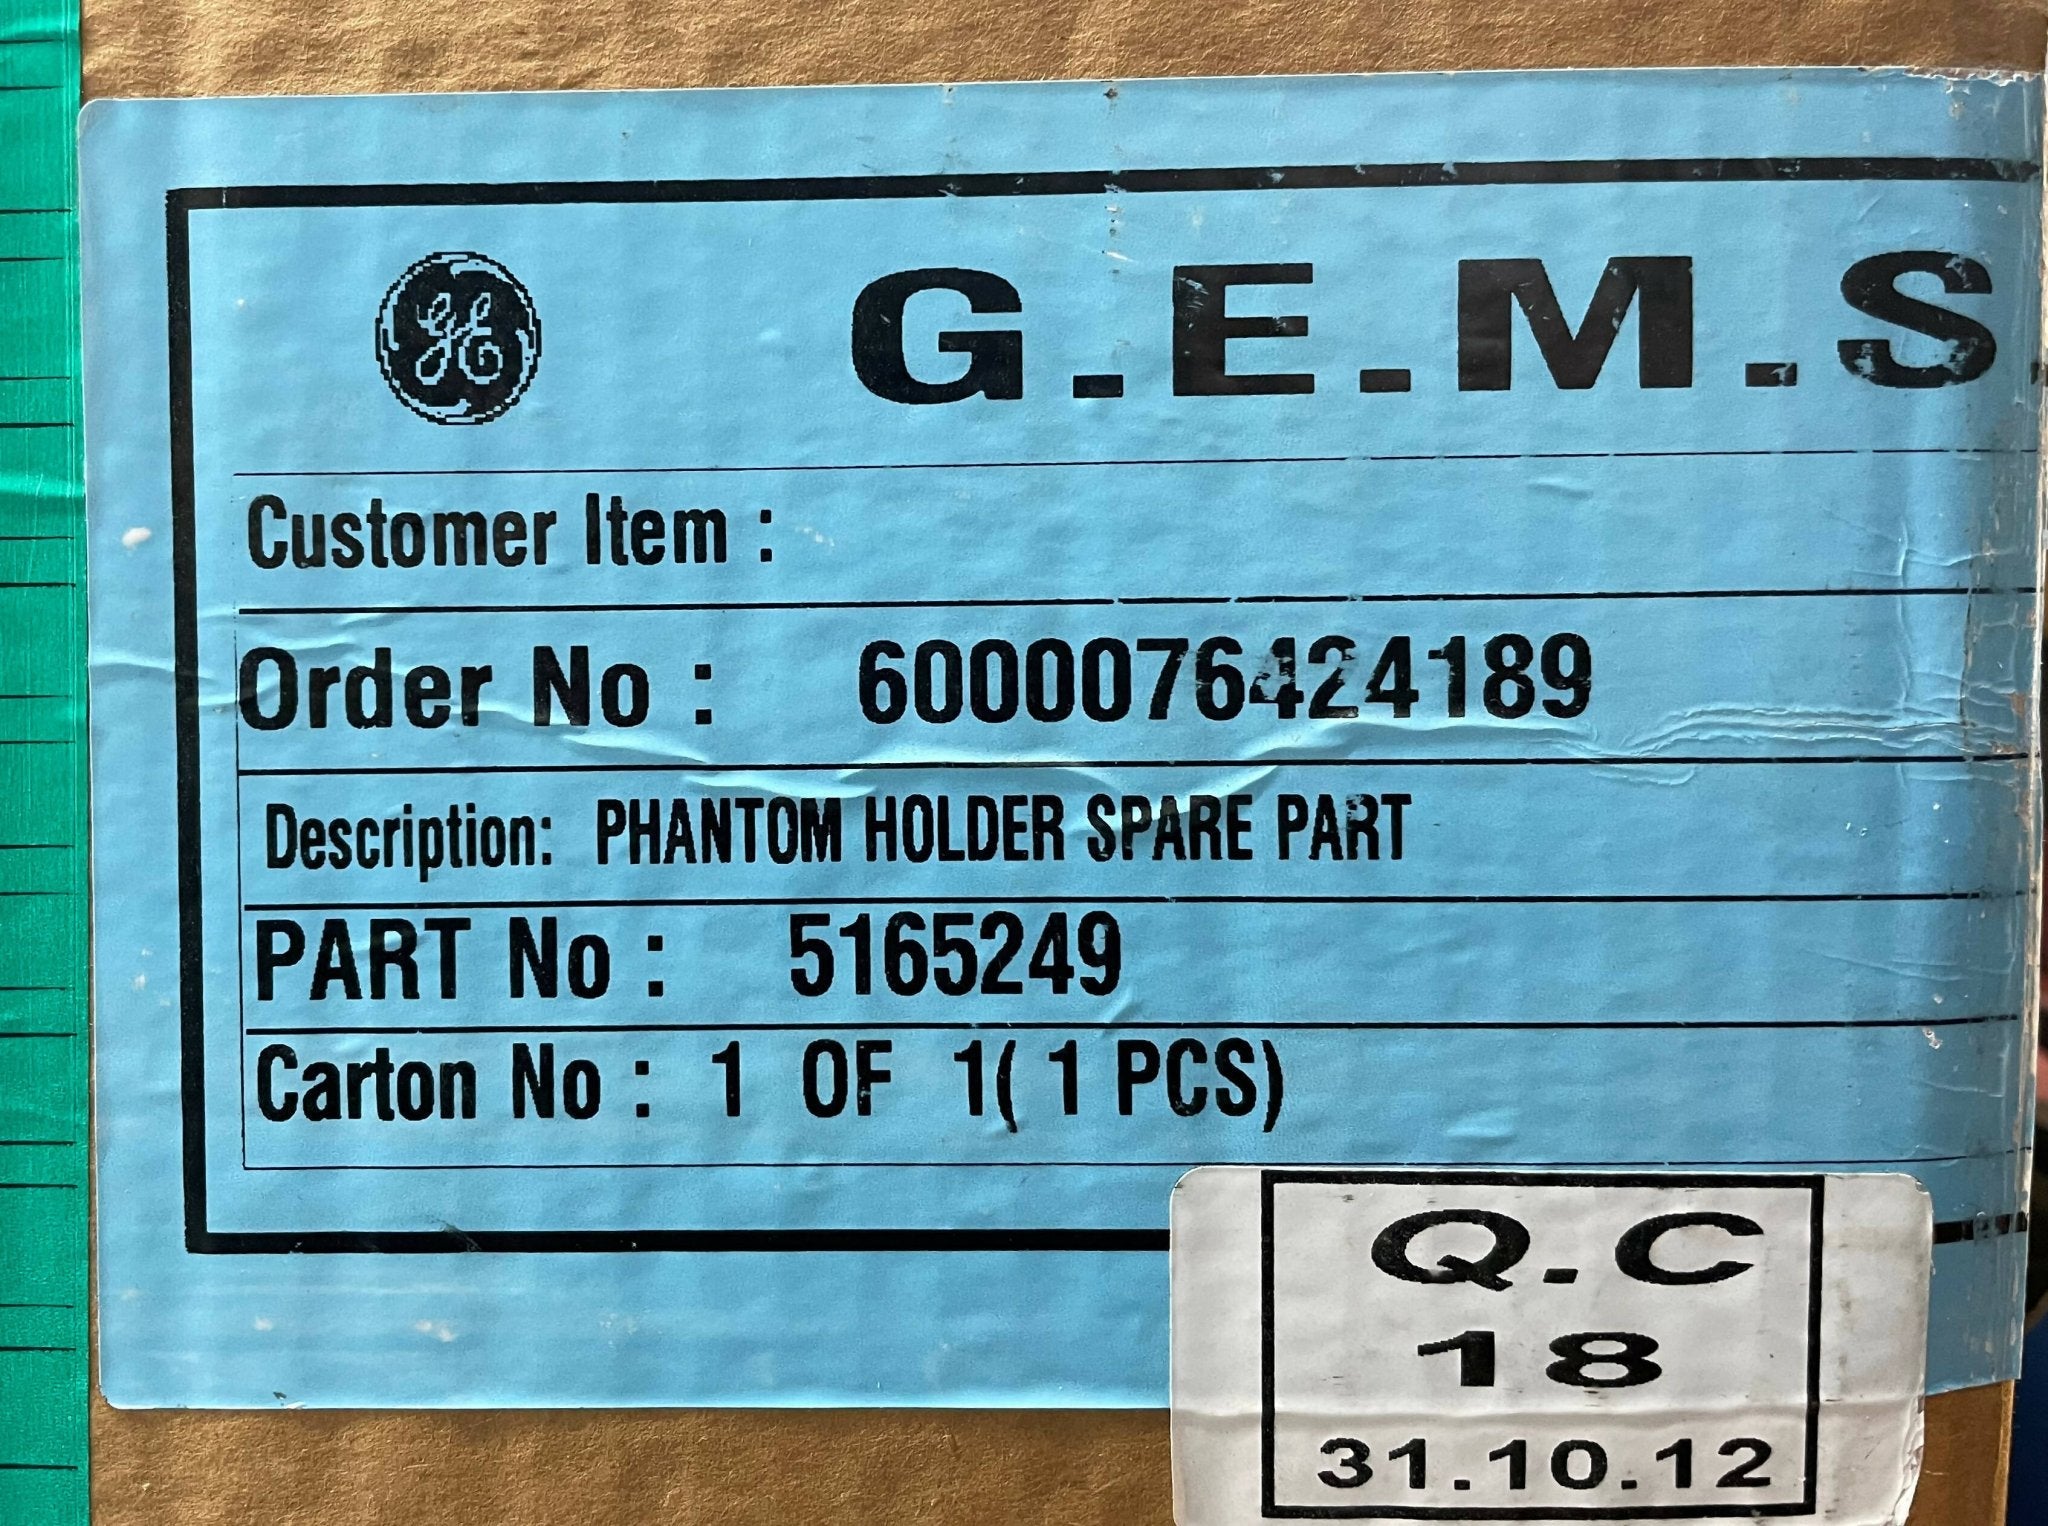 GE
G.E.M.S.
Customer Item :
Order No : 6000076424189
Description: PHANTOM HOLDER SPARE PART
PART No : 5165249
Carton No : 1 OF 1( 1 PCS)
Q.C
18
31.10.12